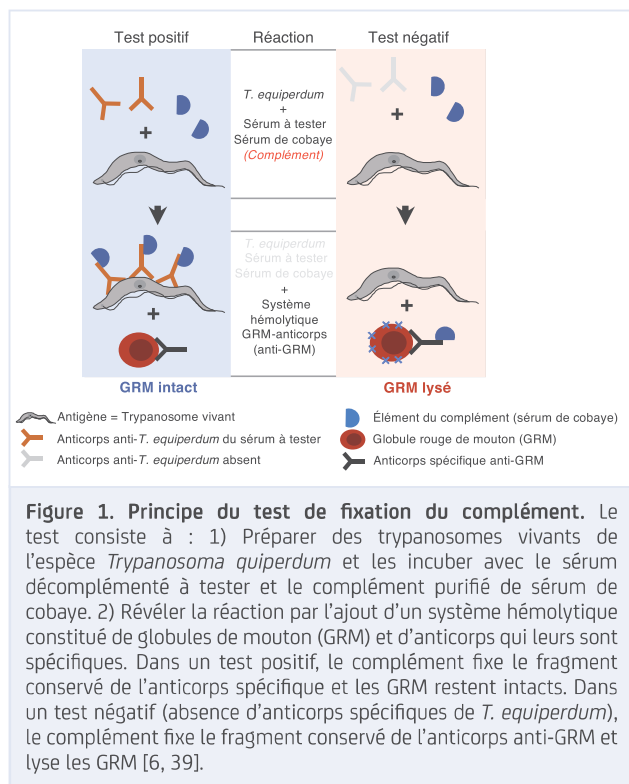 Test positif
Réaction
Test négatif
T. equiperdum
+
Sérum à tester
Sérum de cobaye
(Complément)
+
+
T. equiperdum
Sérum à tester
Sérum de cobaye
+
Système
hémolytique
GRM-anticorps
(anti-GRM)
+
+
GRM intact
GRM lysé
Antigène = Trypanosome vivant
Anticorps anti-T. equiperdum du sérum à tester
Anticorps anti-T. equiperdum absent
Élément du complément (sérum de cobaye)
Globule rouge de mouton (GRM)
Anticorps spécifique anti-GRM
Figure 1. Principe du test de fixation du complément. Le
test consiste à : 1) Préparer des trypanosomes vivants de
l'espèce Trypanosoma quiperdum et les incuber avec le sérum
décomplémenté à tester et le complément purifié de sérum de
cobaye. 2) Révéler la réaction par l'ajout d'un système hémolytique
constitué de globules de mouton (GRM) et d'anticorps qui leurs sont
spécifiques. Dans un test positif, le complément fixe le fragment
conservé de l'anticorps spécifique et les GRM restent intacts. Dans
un test négatif (absence d'anticorps spécifiques de T. equiperdum),
le complément fixe le fragment conservé de l'anticorps anti-GRM et
lyse les GRM [6, 39].